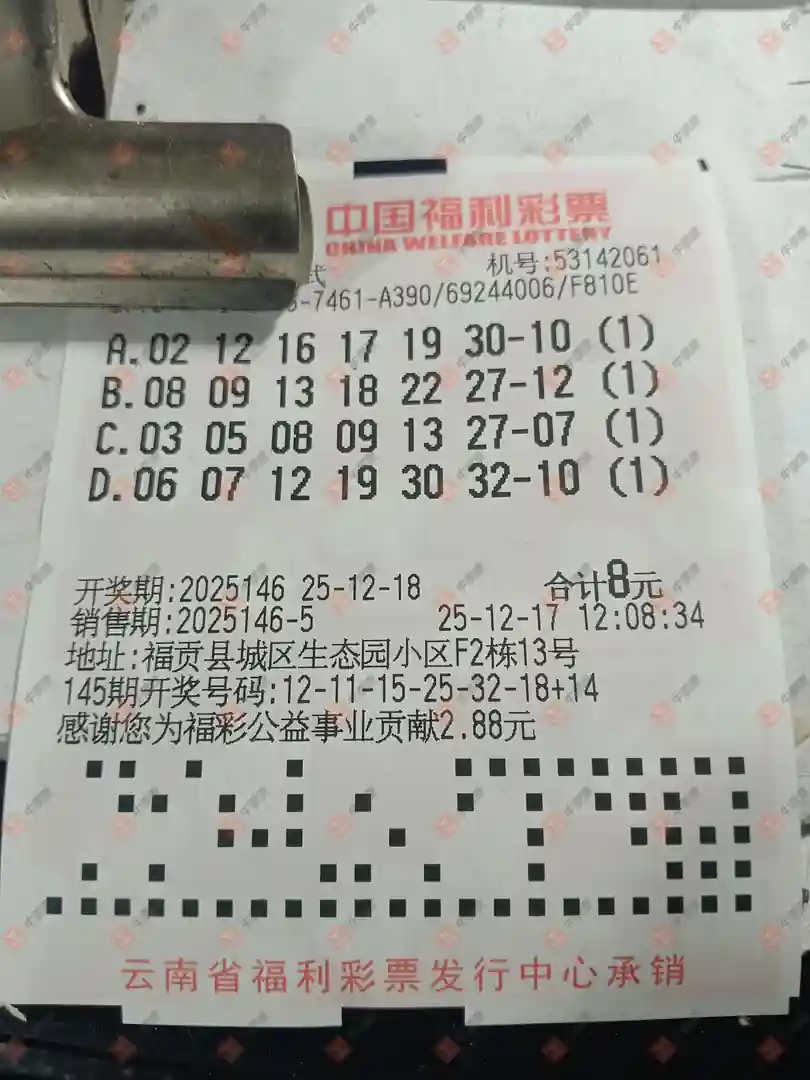 中国福利彩票
CHINA WELFARE LOTTERY
式 机号:53142061
-7461-A390/69244006/F810E
A.02 12 16 17 19 30-10 (1)
B.08 09 13 18 22 27-12 (1)
C.03 05 08 09 13 27-07 (1)
D.06 07 12 19 30 32-10 (1)
开奖期:2025146 25-12-18 合计8元
销售期:2025146-5 25-12-17 12:08:34
地址:福贡县城区生态园小区F2栋13号
145期开奖号码:12-11-15-25-32-18+14
感谢您为福彩公益事业贡献2.88元
云南省福利彩票发行中心承销